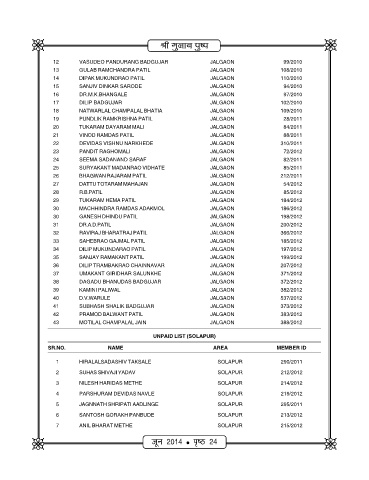 श्री गुलाब पुष्प
12 VASUDEO PANDURANG BADGUJAR JALGAON 99/2010
13 GULAB RAMCHANDRA PATIL JALGAON 108/2010
14 DIPAK MUKUNDRAO PATIL JALGAON 110/2010
15 SANJIV DINKAR SARODE JALGAON 94/2010
16 DR.M.K.BHANGALE JALGAON 97/2010
17 DILIP BADGUJAR JALGAON 102/2010
18 NATWARLAL CHAMPALAL BHATIA JALGAON 109/2010
19 PUNDLIK RAMKRISHNA PATIL JALGAON 28/2011
20 TUKARAM DAYARAM MALI JALGAON 84/2011
21 VINOD RAMDAS PATIL JALGAON 88/2011
22 DEVIDAS VISHNU NARKHEDE JALGAON 310/2011
23 PANDIT RAGHOMALI JALGAON 72/2012
24 SEEMA SADANAND SARAF JALGAON 82/2011
25 SURYAKANT MADANRAO VIDHATE JALGAON 85/2011
26 BHAGWAN RAJARAM PATIL JALGAON 212/2011
27 DATTU TOTARAM MAHAJAN JALGAON 54/2012
28 R.B.PATIL JALGAON 85/2012
29 TUKARAM HEMA PATIL JALGAON 184/2012
30 MACHHINDRA RAMDAS ADAKMOL JALGAON 186/2012
30 GANESH DHINDU PATIL JALGAON 198/2012
31 DR.A.D.PATIL JALGAON 200/2012
32 RAVIRAJ BHARATRAJ PATIL JALGAON 366/2012
33 SAHEBRAO GAJMAL PATIL JALGAON 185/2012
34 DILIP MUKUNDARAO PATIL JALGAON 197/2012
35 SANJAY RAMAKANT PATIL JALGAON 199/2012
36 DILIP TRAMBAKRAO CHAINNAVAR JALGAON 207/2012
37 UMAKANT GIRIDHAR SALUNKHE JALGAON 371/2012
38 DAGADU BHANUDAS BADGUJAR JALGAON 372/2012
39 KAMINI PALIWAL JALGAON 382/2012
40 D.V.WARULE JALGAON 537/2012
41 SUBHASH SHALIK BADGUJAR JALGAON 373/2012
42 PRAMOD BALWANT PATIL JALGAON 383/2012
43 MOTILAL CHAMPALAL JAIN JALGAON 388/2012
UNPAID LIST (SOLAPUR)
SR.NO. NAME AREA MEMBER ID
1 HIRALALSADASHIV TAKSALE SOLAPUR 290/2011
2 SUHAS SHIVAJI YADAV SOLAPUR 212/2012
3 NILESH HARIDAS METHE SOLAPUR 214/2012
4 PARSHURAM DEVIDAS NAVLE SOLAPUR 219/2012
5 JAGNNATH SHRIPATI AADLINGE SOLAPUR 295/2011
6 SANTOSH GORAKH PANBUDE SOLAPUR 213/2012
7 ANIL BHARAT METHE SOLAPUR 215/2012
जून 2014 • पृष्ठ 24